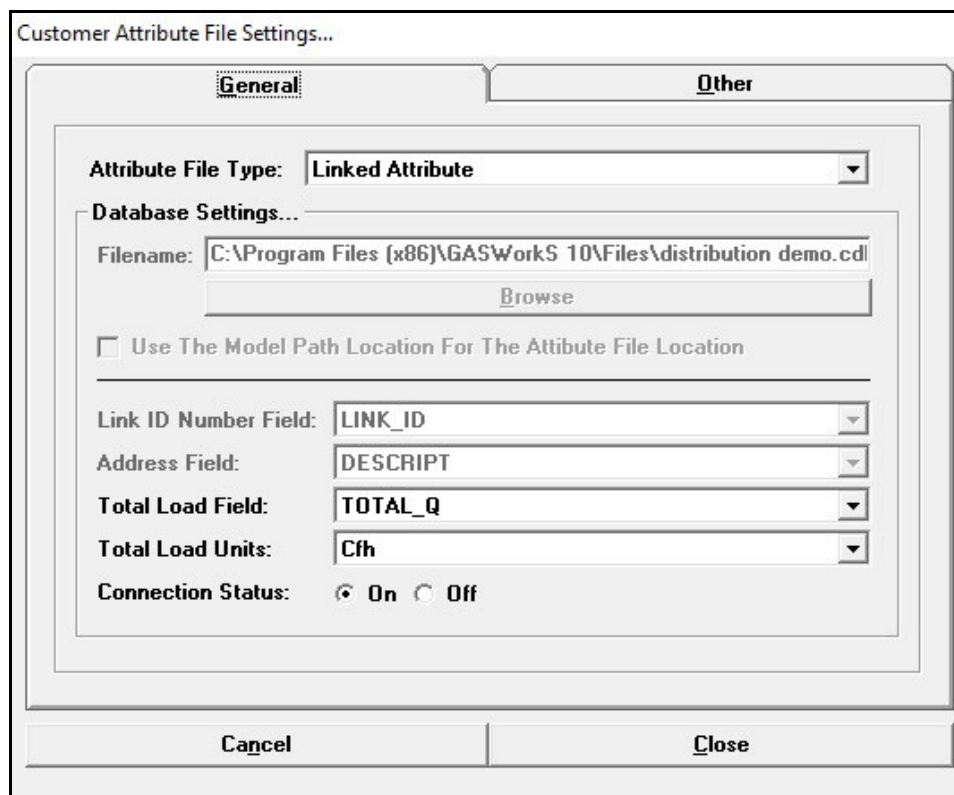 Customer Attribute File Settings...
General Other
Attribute File Type: Linked Attribute
Database Settings...
Filename: C:\Program Files (x86)\GASWorkS 10\Files\distribution demo.cdl
Browse
Use The Model Path Location For The Attibute File Location
Link ID Number Field: LINK_ID
Address Field: DESCRIPT
Total Load Field: TOTAL_Q
Total Load Units: Cfh
Connection Status: On Off
Cancel Close